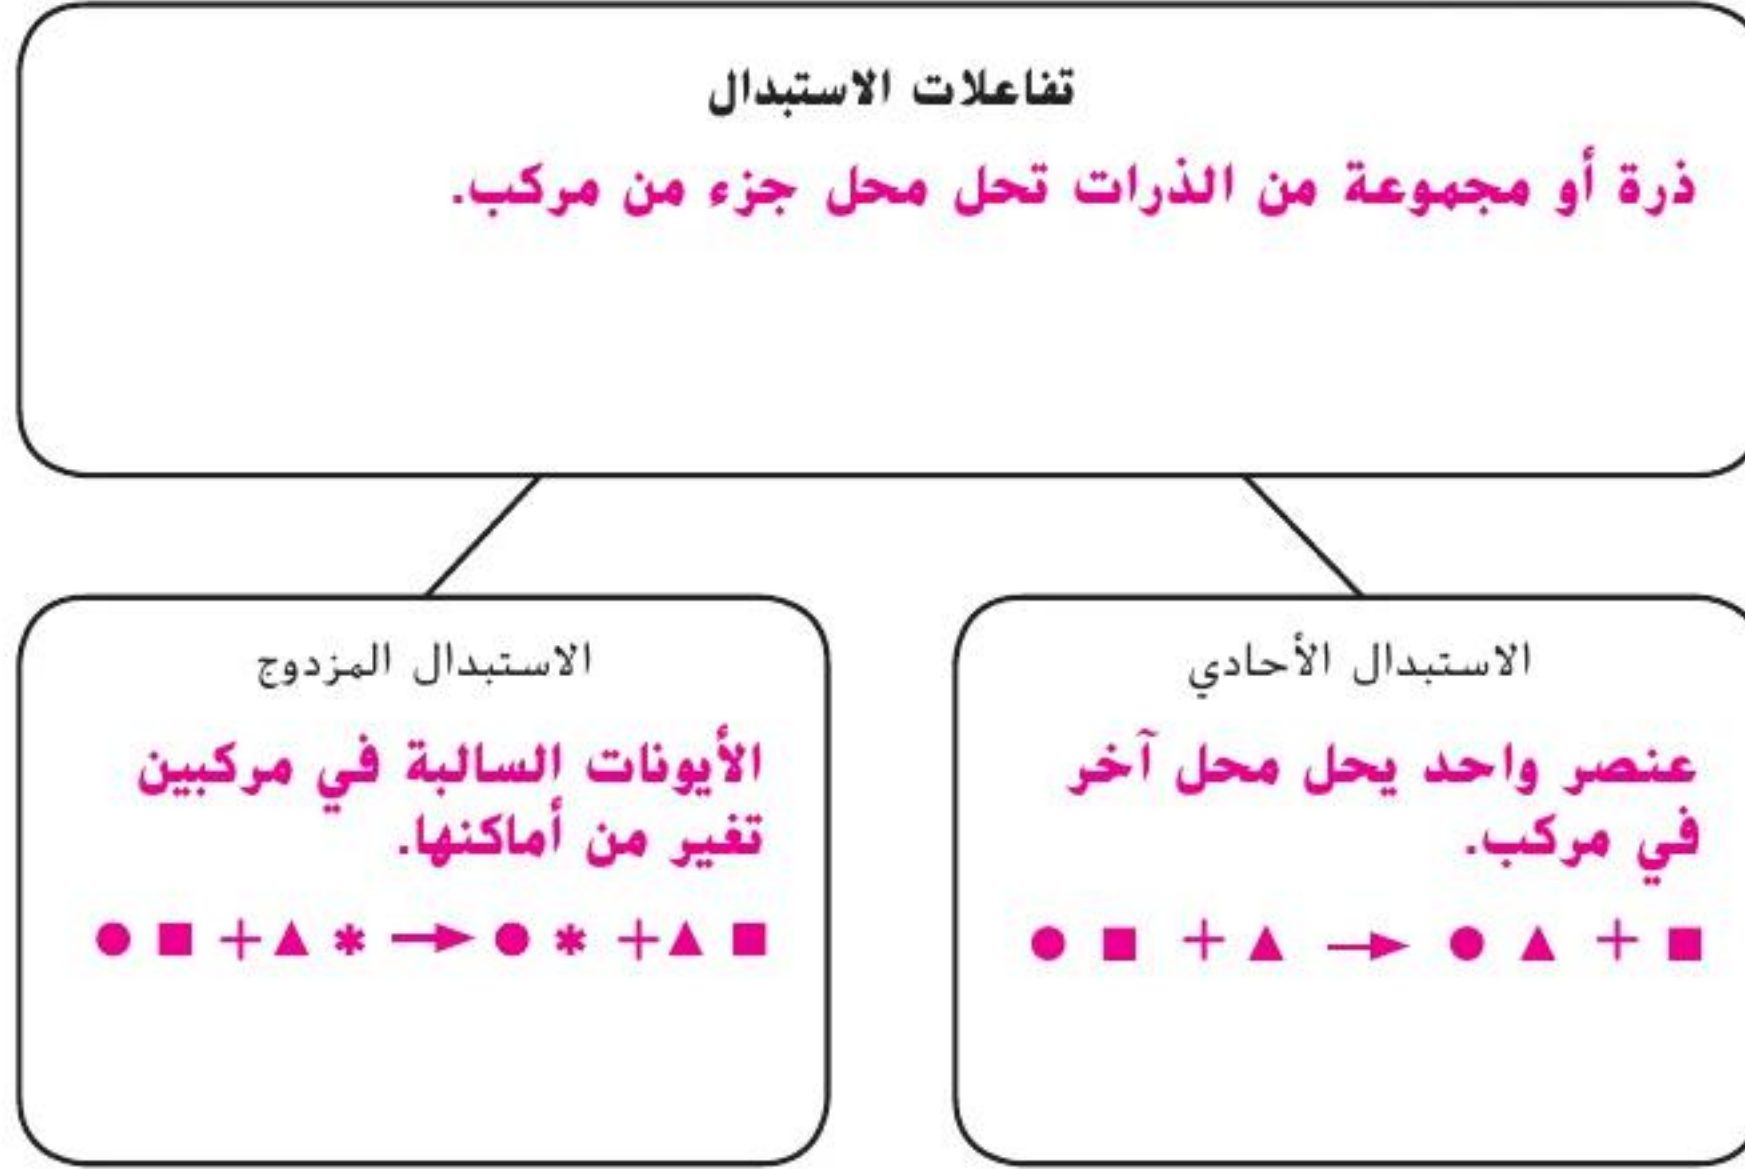 تفاعلات الاستبدال
ذرة أو مجموعة من الذرات تحل محل جزء من مركب.
الاستبدال الأحادي
عنصر واحد يحل محل آخر
في مركب.
● ■ + ▲ → ● ▲ + ■
الاستبدال المزدوج
الأيونات السالبة في مركبين
تغير من أماكنها.
● ■ + ▲ * → ● * + ▲ ■